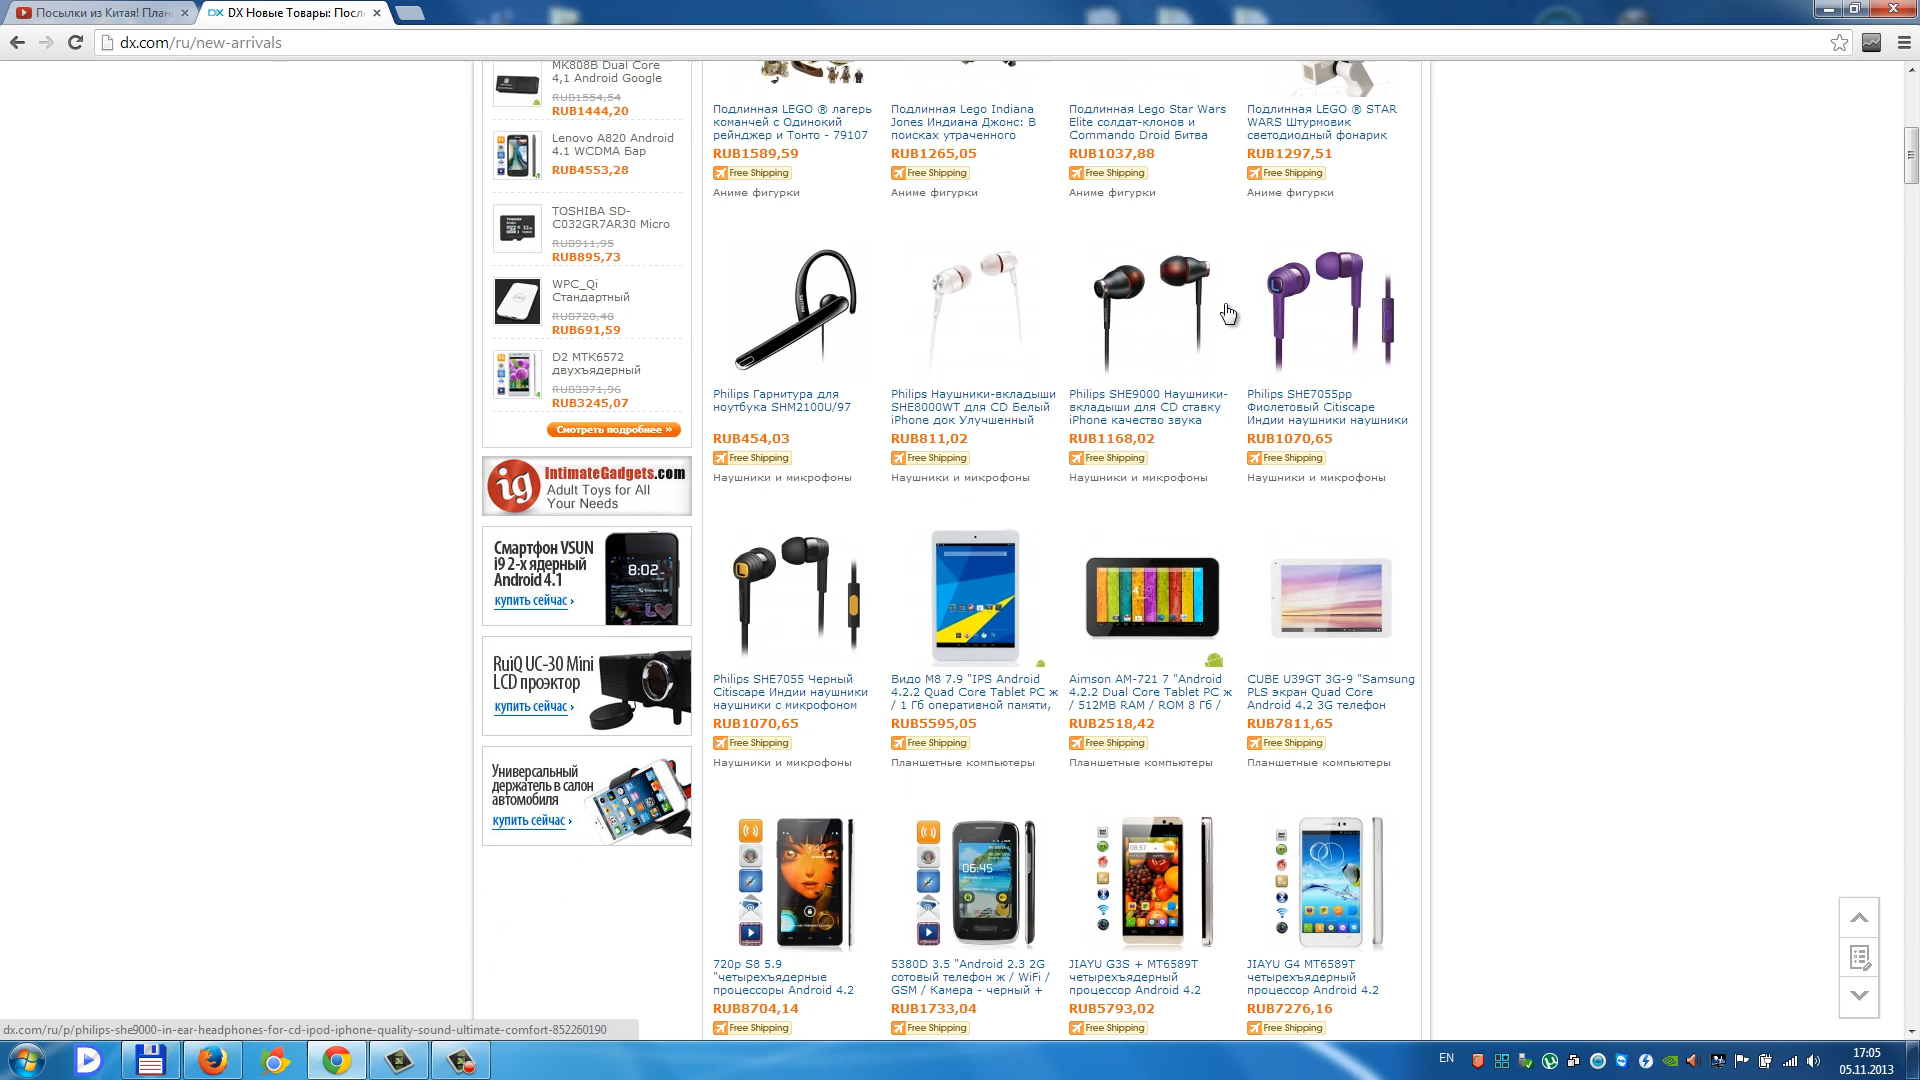 Посылки из Китая! План
DX Новые Товары: Посл
dx.com/ru/new-arrivals
MK808B Dual Core
4,1 Android Google
RUB1554,54
RUB1444,20
Lenovo A820 Android
4.1 WCDMA Бар
RUB4553,28
TOSHIBA SD-
C032GR7AR30 Micro
RUB911,95
RUB895,73
WPC_Qi
Стандартный
RUB720,48
RUB691,59
D2 MTK6572
двухъядерный
RUB3371,96
RUB3245,07
Смотреть подробнее »
IntimateGadgets.com
ig
Adult Toys for All
Your Needs
Смартфон VSUN
i9 2-х ядерный
Android 4.1
купить сейчас ›
8:02
RuiQ UC-30 Mini
LCD проэктор
купить сейчас ›
Универсальный
держатель в салон
автомобиля
купить сейчас ›
Подлинная LEGO ® лагерь
команчей с Одинокий
рейнджер и Тонто - 79107
RUB1589,59
Free Shipping
Аниме фигурки
Подлинная Lego Indiana
Jones Индиана Джонс: В
поисках утраченного
RUB1265,05
Free Shipping
Аниме фигурки
Подлинная Lego Star Wars
Elite солдат-клонов и
Commando Droid Битва
RUB1037,88
Free Shipping
Аниме фигурки
Подлинная LEGO ® STAR
WARS Штурмовик
светодиодный фонарик
RUB1297,51
Free Shipping
Аниме фигурки
Philips Гарнитура для
ноутбука SHM2100U/97
RUB454,03
Free Shipping
Наушники и микрофоны
Philips Наушники-вкладыши
SHE8000WT для CD Белый
iPhone док Улучшенный
RUB811,02
Free Shipping
Наушники и микрофоны
Philips SHE9000 Наушники-
вкладыши для CD ставку
iPhone качество звука
RUB1168,02
Free Shipping
Наушники и микрофоны
Philips SHE7055pp
Фиолетовый Citiscape
Индии наушники наушники
RUB1070,65
Free Shipping
Наушники и микрофоны
Philips SHE7055 Черный
Citiscape Индии наушники
наушники с микрофоном
RUB1070,65
Free Shipping
Наушники и микрофоны
Видо M8 7.9 "IPS Android
4.2.2 Quad Core Tablet PC ж
/ 1 Гб оперативной памяти,
RUB5595,05
Free Shipping
Планшетные компьютеры
Aimson AM-721 7 "Android
4.2.2 Dual Core Tablet PC ж
/ 512MB RAM / ROM 8 Гб /
RUB2518,42
Free Shipping
Планшетные компьютеры
CUBE U39GT 3G-9 "Samsung
PLS экран Quad Core
Android 4.2 3G телефон
RUB7811,65
Free Shipping
Планшетные компьютеры
720p S8 5.9
"четырехъядерные
процессоры Android 4.2
RUB8704,14
Free Shipping
06:45
5380D 3.5 "Android 2.3 2G
сотовый телефон ж / WiFi /
GSM / Камера - черный +
RUB1733,04
Free Shipping
08:57
JIAYU G3S + MT6589T
четырехъядерный
процессор Android 4.2
RUB5793,02
Free Shipping
JIAYU G4 MT6589T
четырехъядерный
процессор Android 4.2
RUB7276,16
Free Shipping
dx.com/ru/p/philips-she9000-in-ear-headphones-for-cd-ipod-iphone-quality-sound-ultimate-comfort-852260190
EN
17:05
05.11.2013